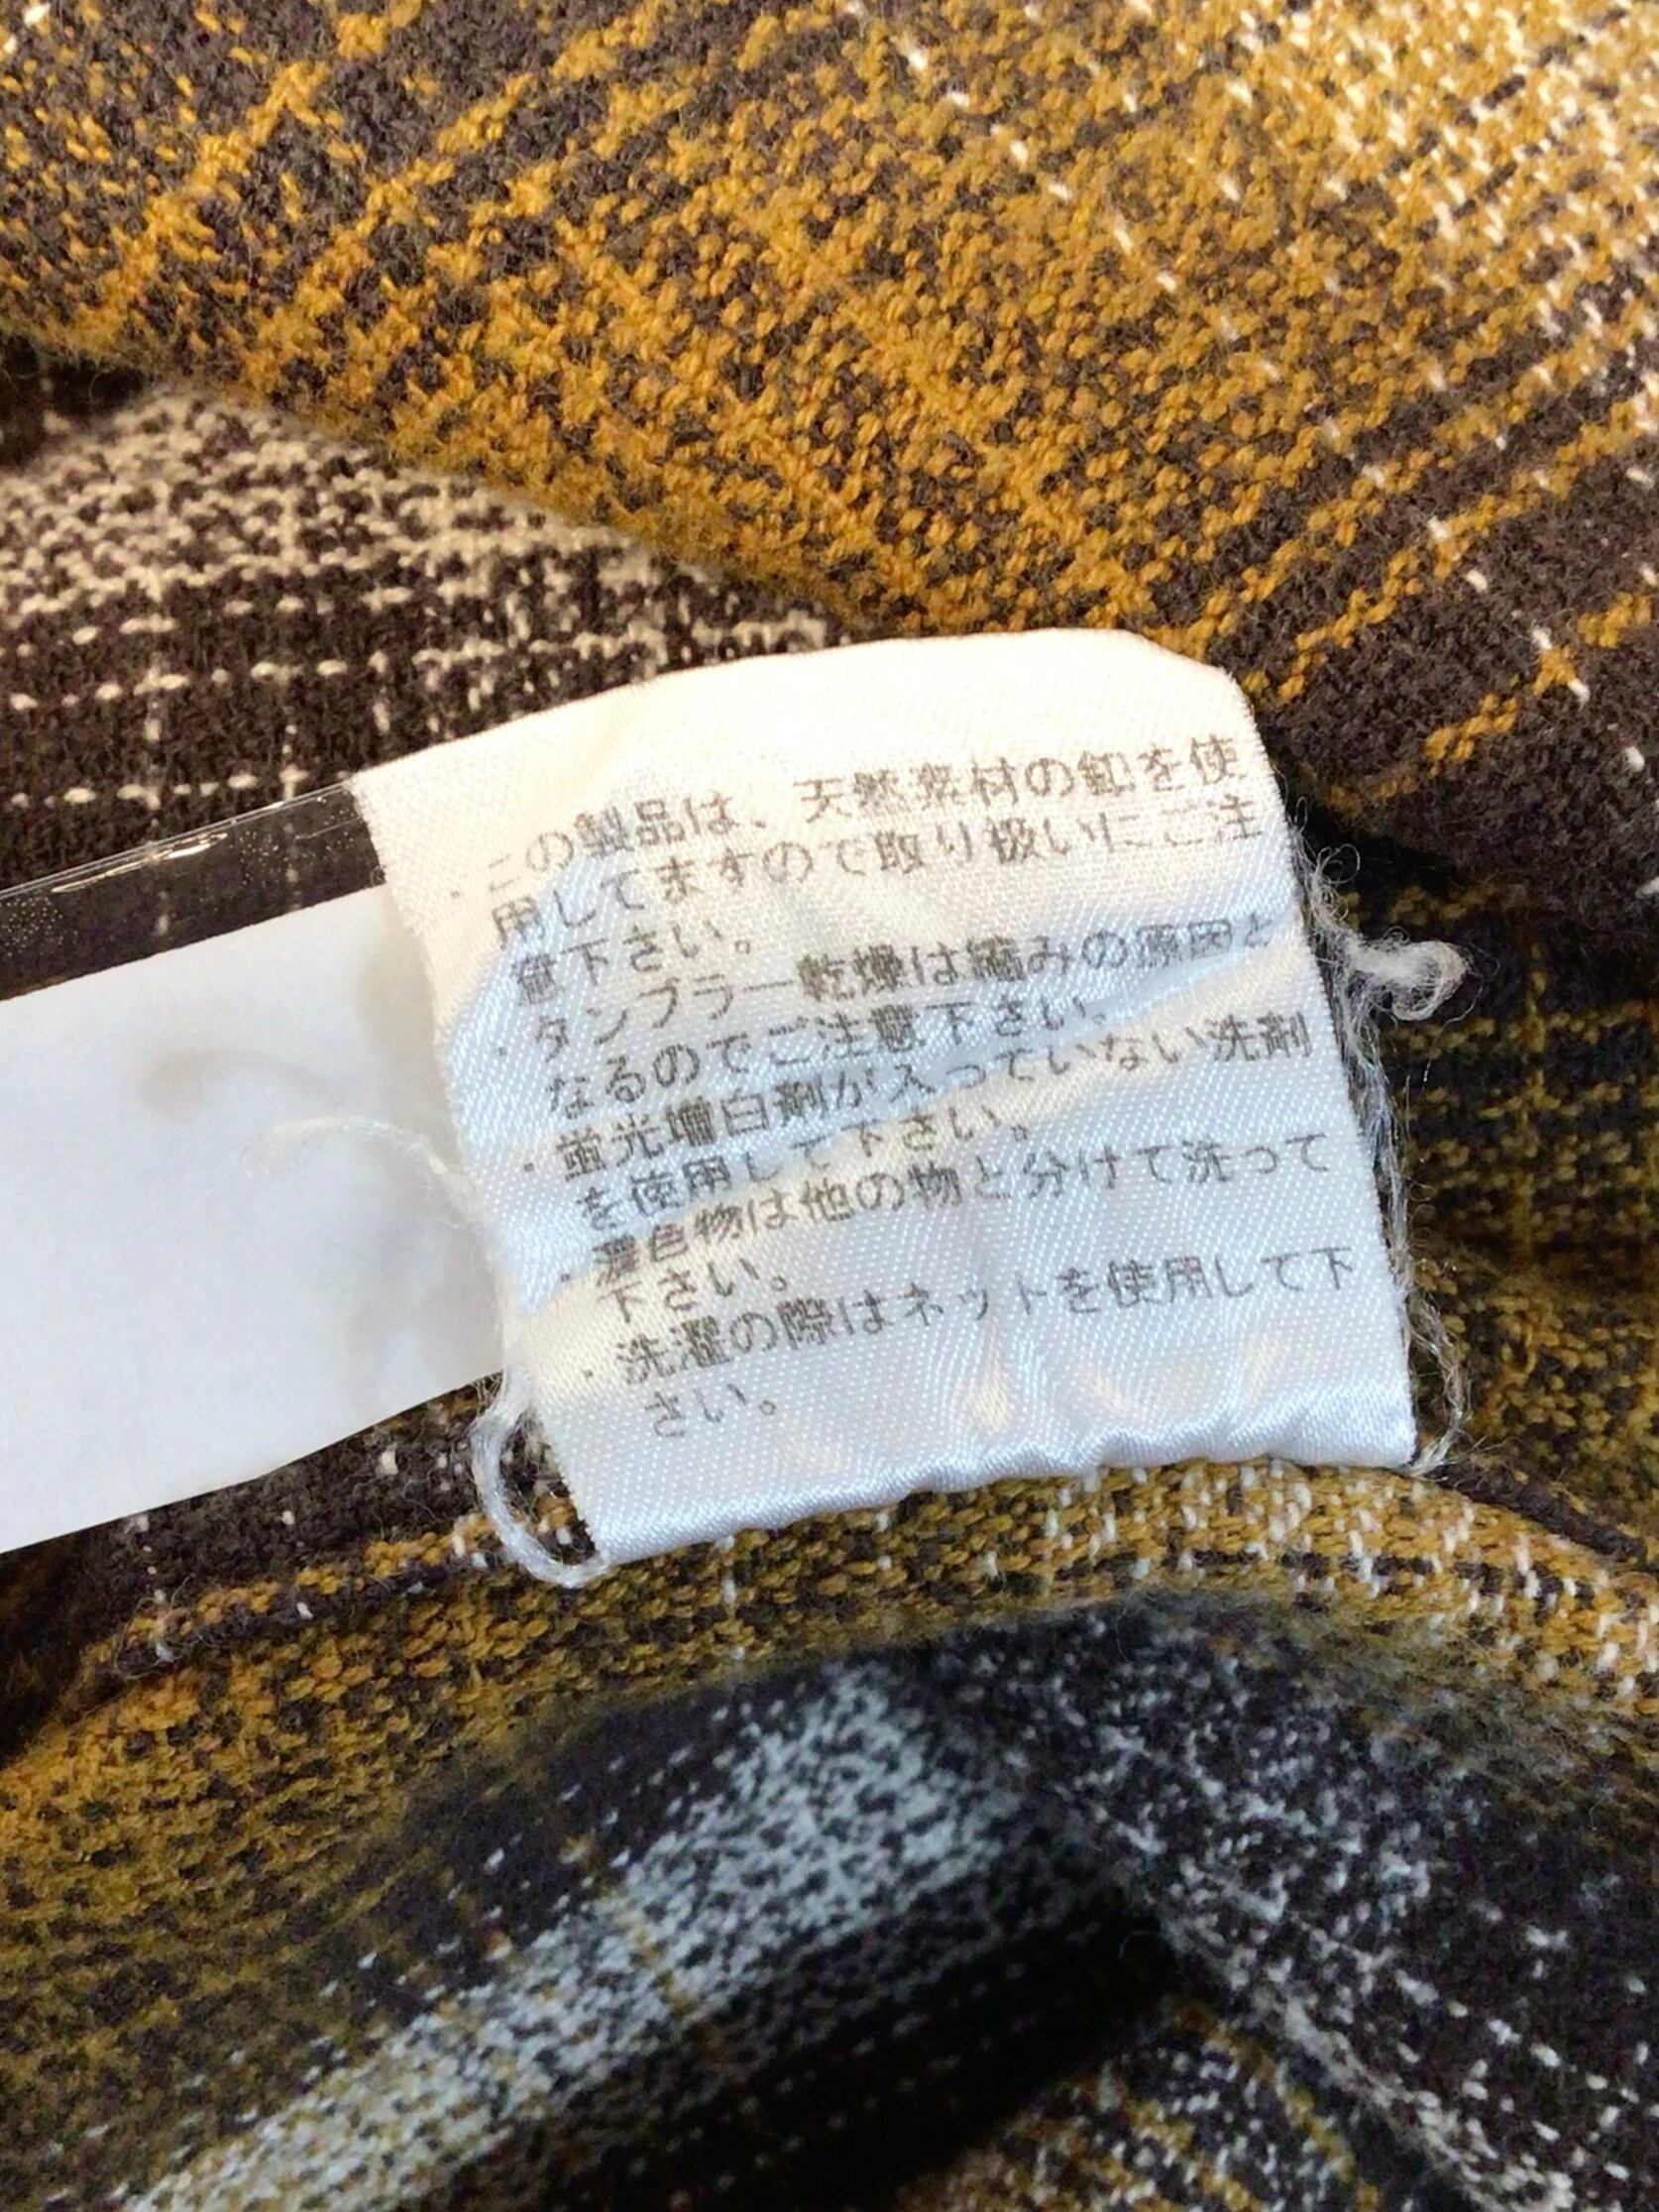 ・この製品は、天然素材の釦を使
用してますので取り扱いにご注
意下さい。
・タンブラー乾燥は縮みの原因と
なるのでご注意下さい。
・蛍光増白剤が入っていない洗剤
を使用して下さい。
・濃色物は他の物と分けて洗って
下さい。
・洗濯の際はネットを使用して下
さい。